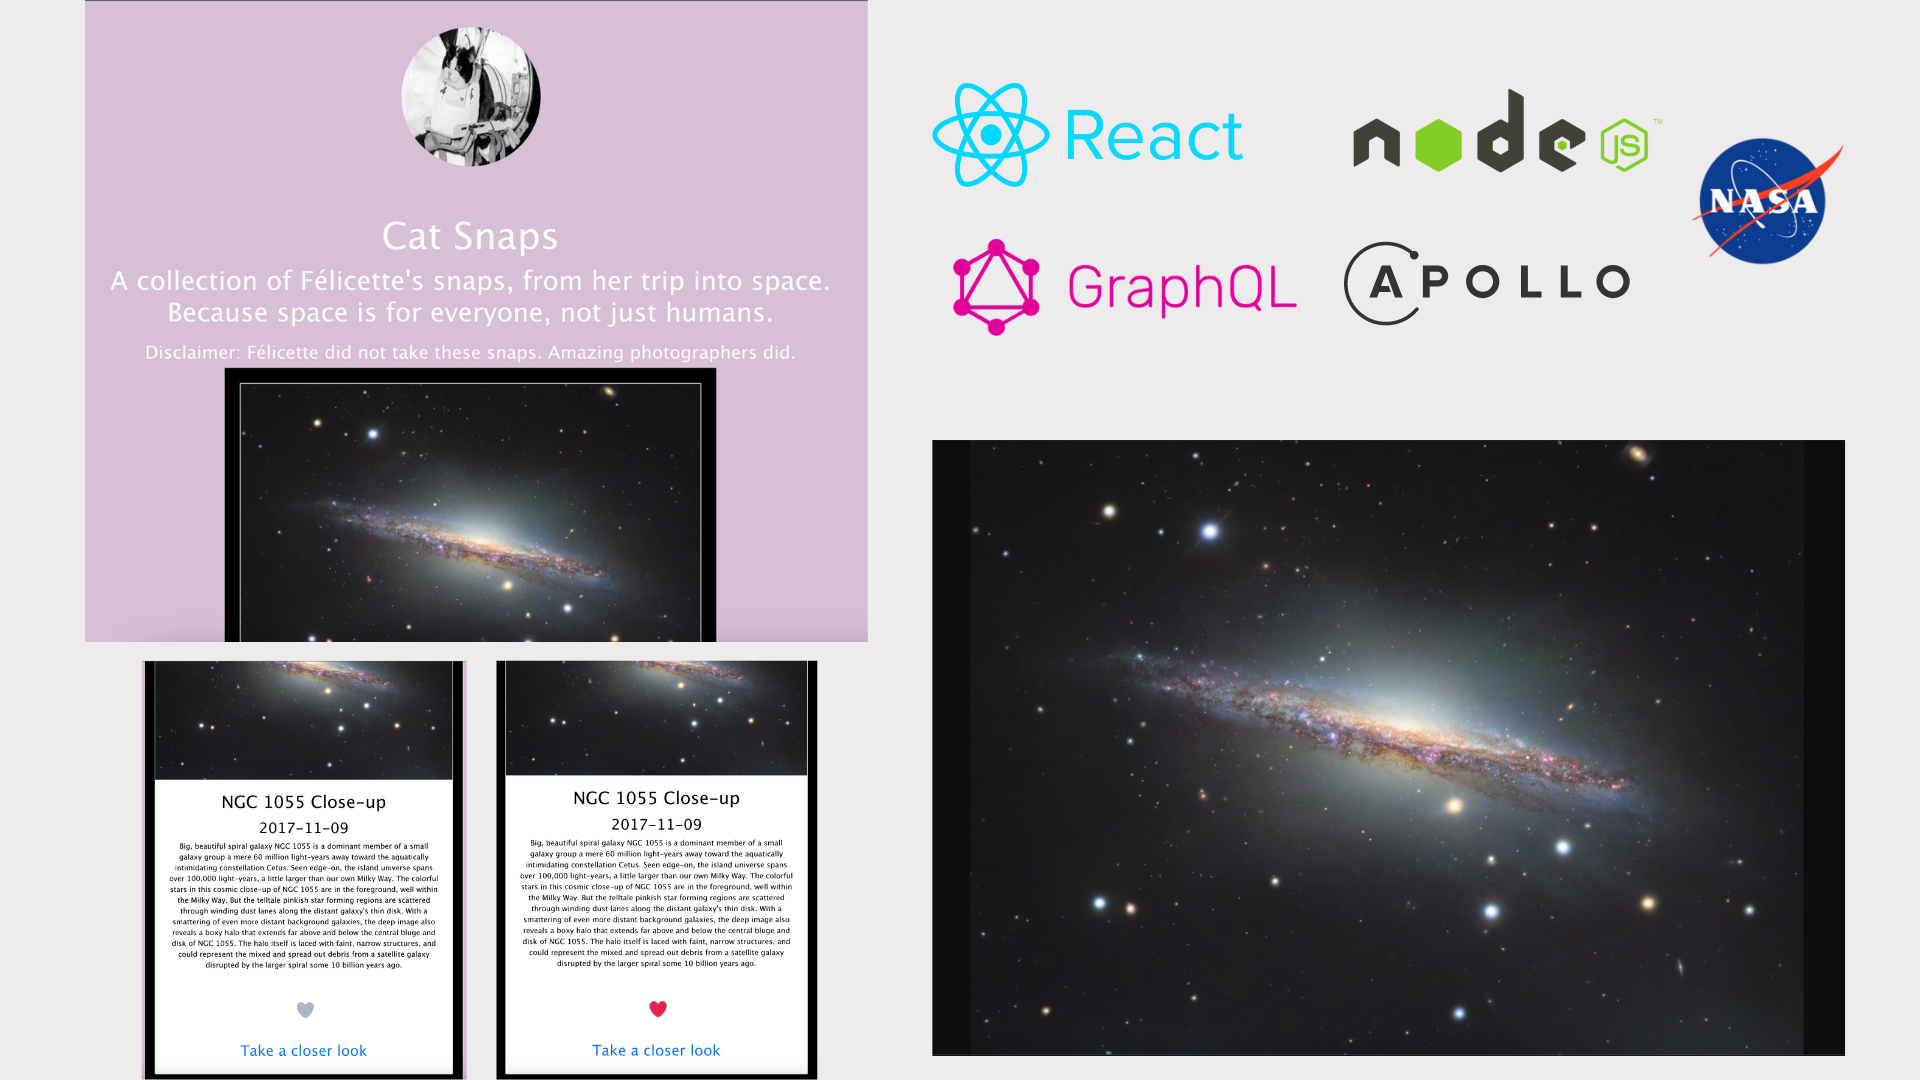 Cat Snaps
A collection of Félicette's snaps, from her trip into space.
Because space is for everyone, not just humans.
Disclaimer: Félicette did not take these snaps. Amazing photographers did.
React
node
JS
TM
NASA
GraphQL
APOLLO
NGC 1055 Close-up
2017-11-09
Big, beautiful spiral galaxy NGC 1055 is a dominant member of a small
galaxy group a mere 60 million light-years away toward the aquatically
intimidating constellation Cetus. Seen edge-on, the island universe spans
over 100,000 light-years, a little larger than our own Milky Way. The colorful
stars in this cosmic close-up of NGC 1055 are in the foreground, well within
the Milky Way. But the telltale pinkish star forming regions are scattered
through winding dust lanes along the distant galaxy's thin disk. With a
smattering of even more distant background galaxies, the deep image also
reveals a boxy halo that extends far above and below the central bluge and
disk of NGC 1055. The halo itself is laced with faint, narrow structures, and
could represent the mixed and spread out debris from a satellite galaxy
disrupted by the larger spiral some 10 billion years ago.
Take a closer look
NGC 1055 Close-up
2017-11-09
Big, beautiful spiral galaxy NGC 1055 is a dominant member of a small
galaxy group a mere 60 million light-years away toward the aquatically
intimidating constellation Cetus. Seen edge-on, the island universe spans
over 100,000 light-years, a little larger than our own Milky Way. The colorful
stars in this cosmic close-up of NGC 1055 are in the foreground, well within
the Milky Way. But the telltale pinkish star forming regions are scattered
through winding dust lanes along the distant galaxy's thin disk. With a
smattering of even more distant background galaxies, the deep image also
reveals a boxy halo that extends far above and below the central bluge and
disk of NGC 1055. The halo itself is laced with faint, narrow structures, and
could represent the mixed and spread out debris from a satellite galaxy
disrupted by the larger spiral some 10 billion years ago.
Take a closer look